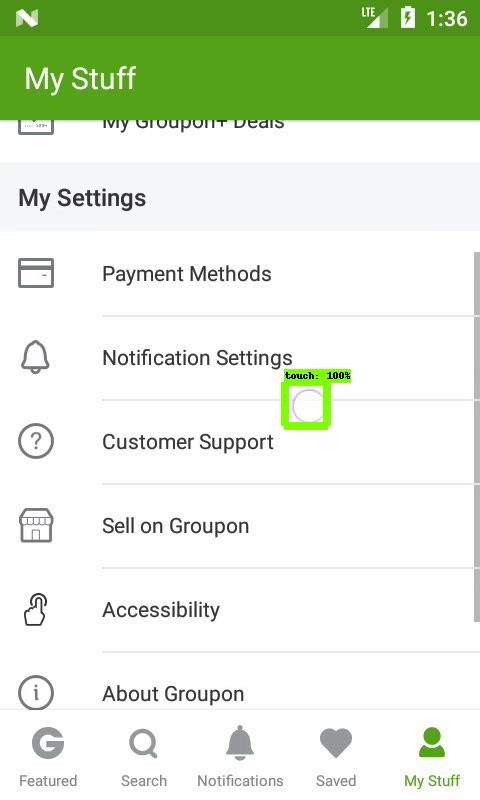 LTE 1:36
My Stuff
My Groupon+ Deals
My Settings
Payment Methods
Notification Settings
touch: 100%
Customer Support
Sell on Groupon
Accessibility
About Groupon
Featured Search Notifications Saved My Stuff